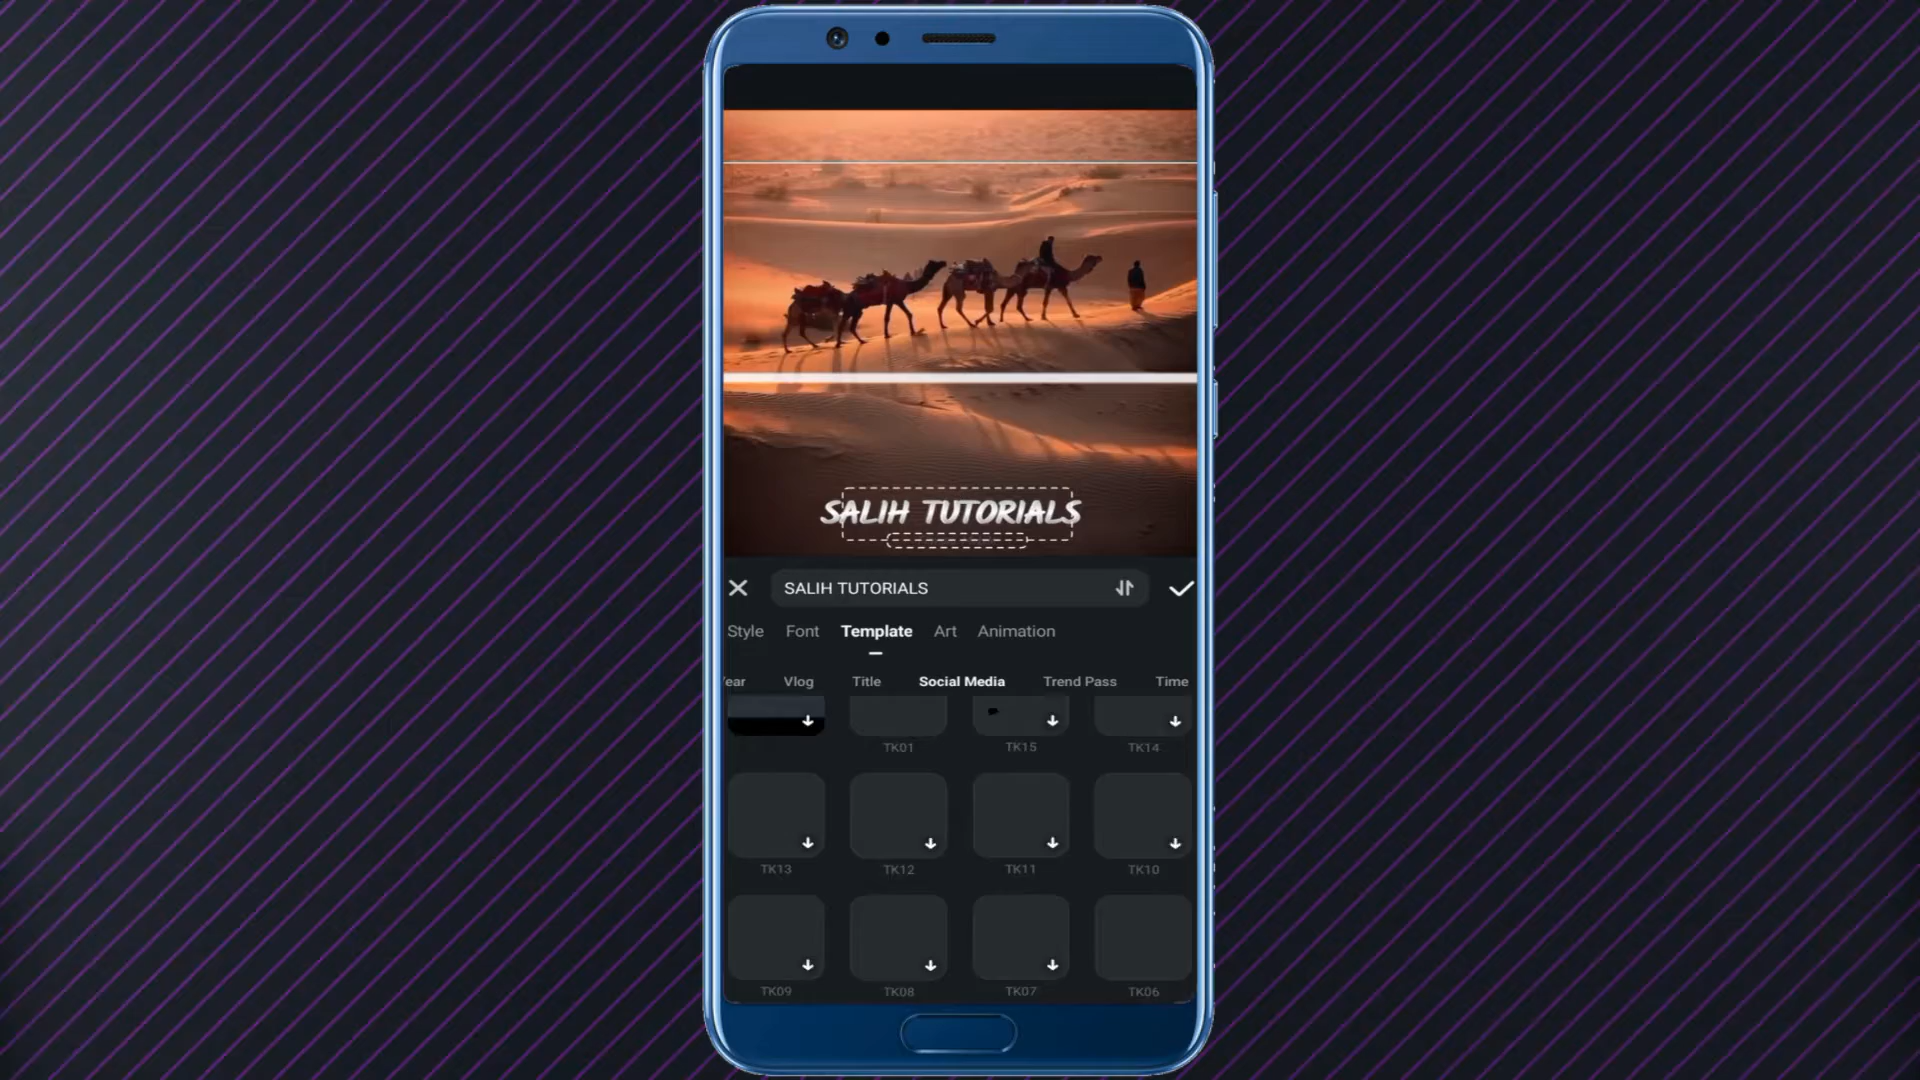 SALIH TUTORIALS
SALIH TUTORIALS
Style Font Template Art Animation
ear Vlog Title Social Media Trend Pass Time
TK01 TK15 TK14
TK13 TK12 TK11 TK10
TK09 TK08 TK07 TK06